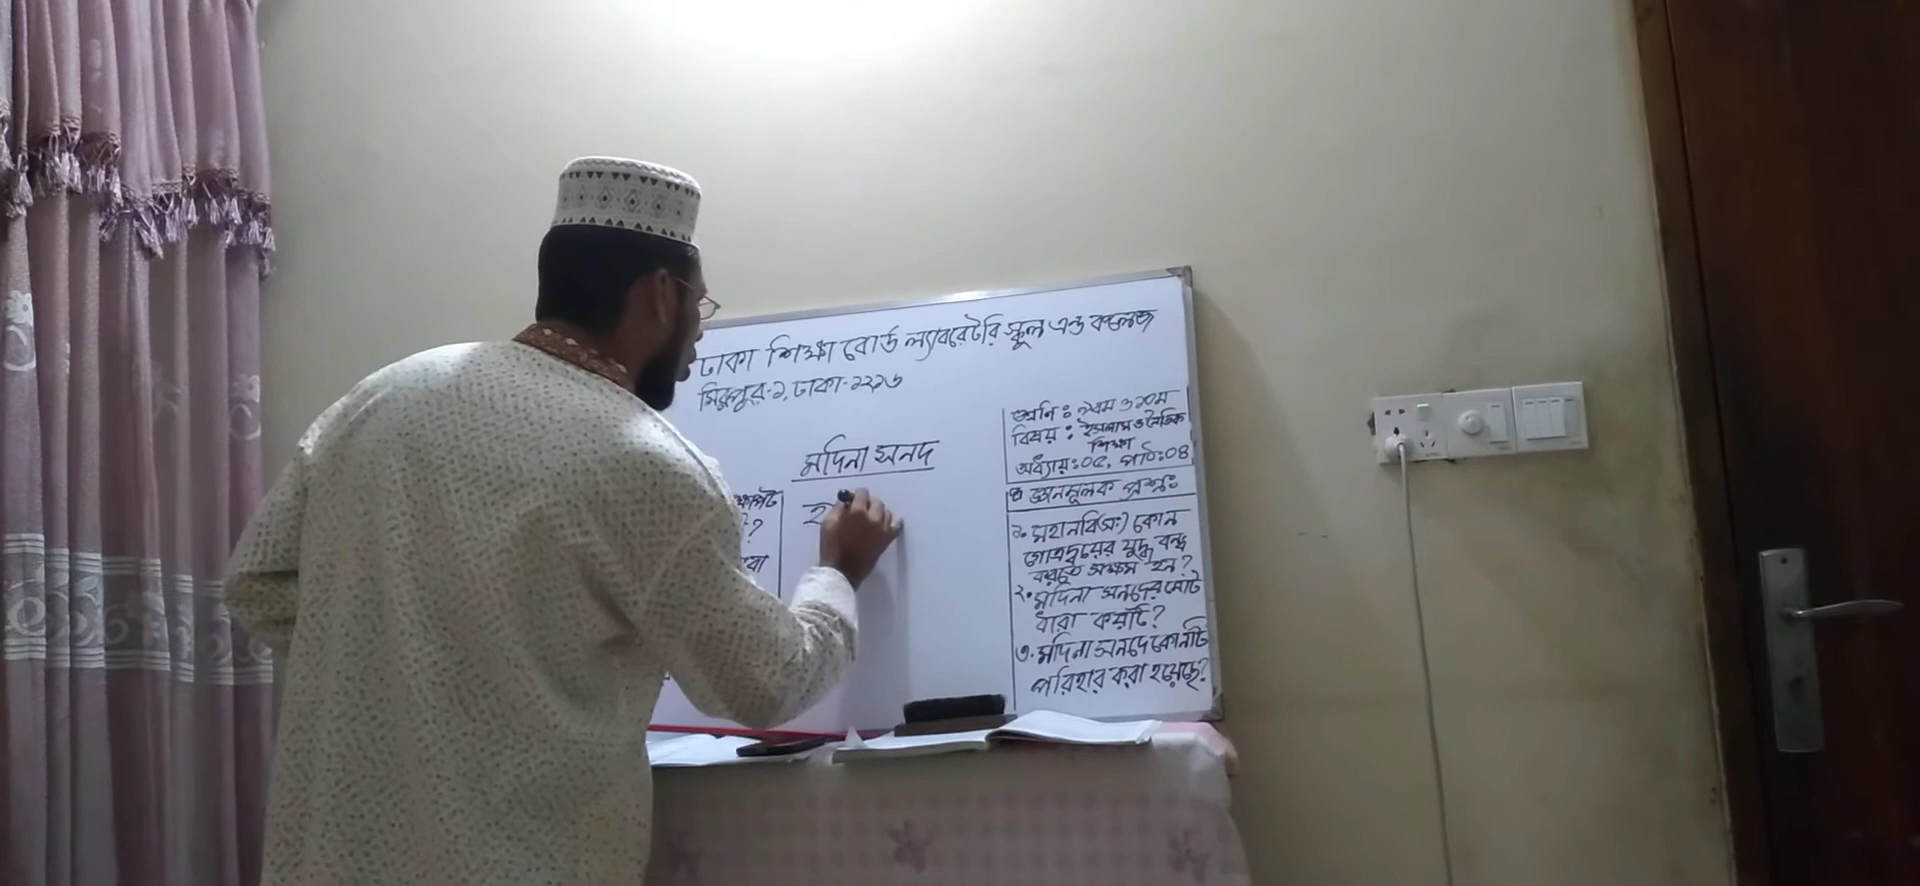 ঢাকা শিক্ষা বোর্ড ল্যাবরেটরি স্কুল এন্ড কলেজ
মিরপুর-১, ঢাকা-১২১৬
মদিনা সনদ
শ্রেণি : ৯বম ও ১০ম
বিষয় : ইসলাম ও নৈতিক
শিক্ষা
অধ্যায়ঃ০৫, পাঠঃ০৪
জ্ঞানমূলক প্রশ্নঃ
১. মহানবি(স:) কোন
গোত্রদ্বয়ের যুদ্ধ বন্ধ
করতে সক্ষম হন?
২. মদিনা সনদের মোট
ধারা কয়টি?
৩. মদিনা সনদে কোনটি
পরিহার করা হয়েছে?